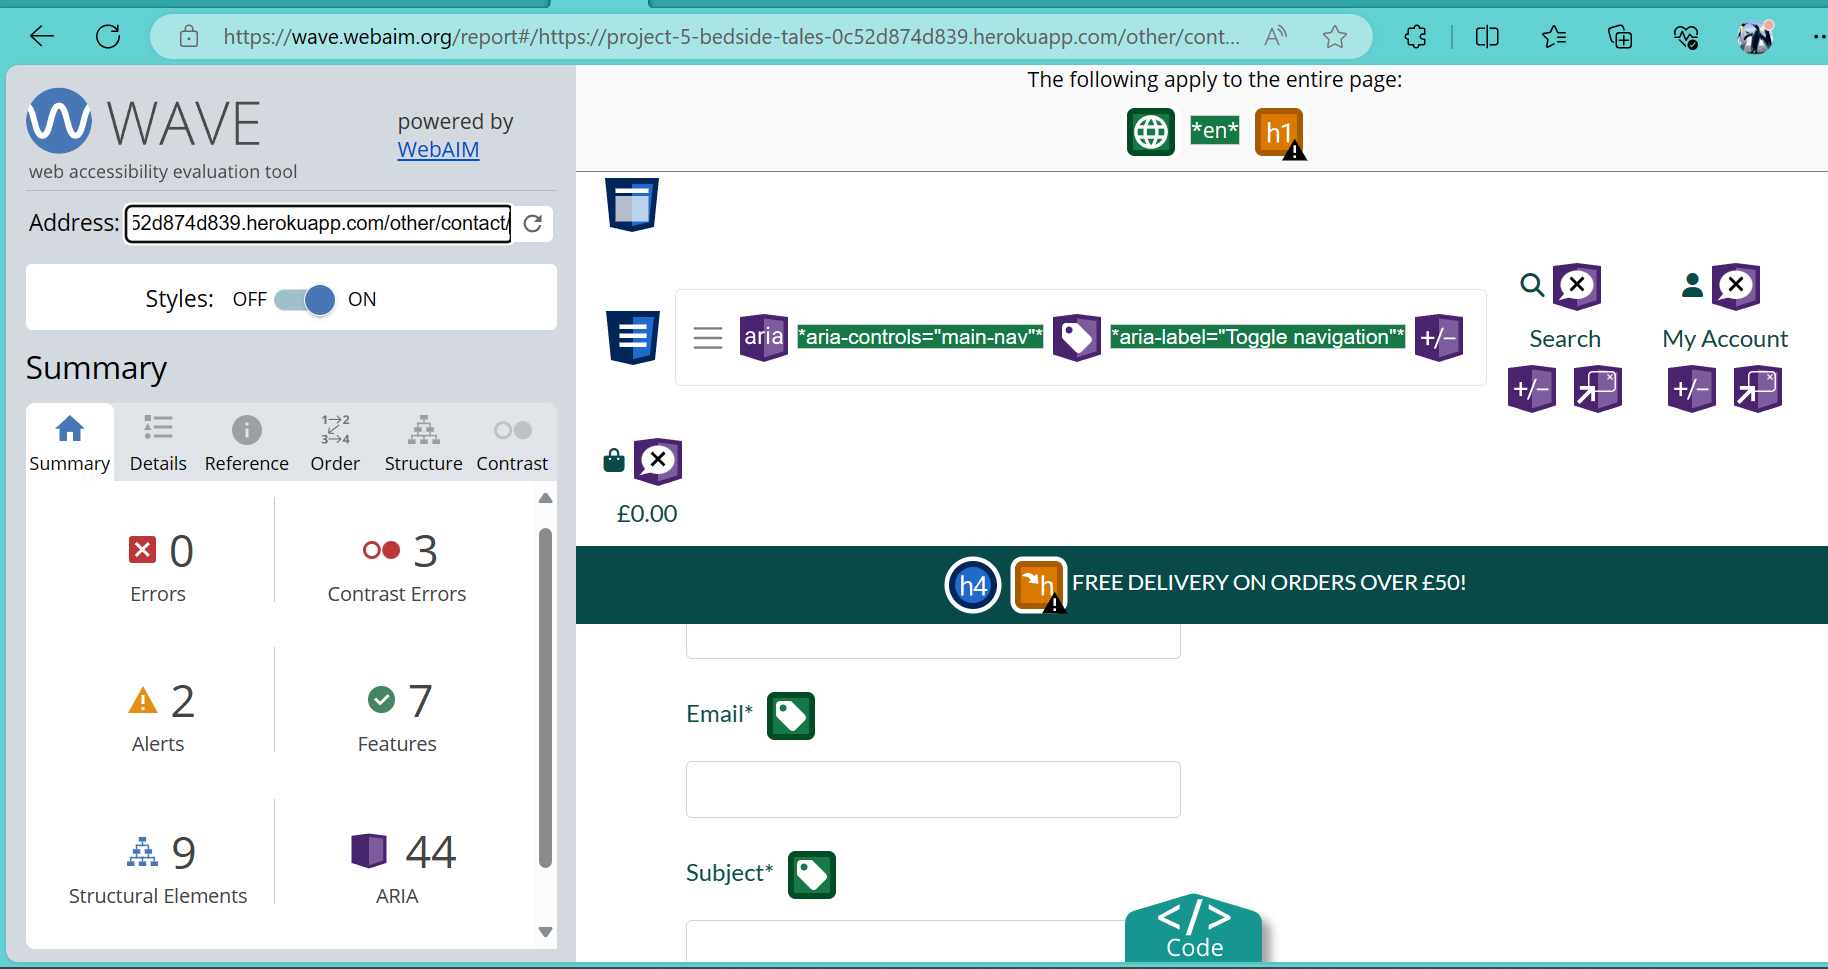 https://wave.webaim.org/report#/https://project-5-bedside-tales-0c52d874d839.herokuapp.com/other/cont...
WAVE
powered by
WebAIM
web accessibility evaluation tool
Address: 52d874d839.herokuapp.com/other/contact/
Styles: OFF ON
Summary
Summary Details Reference Order Structure Contrast
0
Errors
3
Contrast Errors
2
Alerts
7
Features
9
Structural Elements
44
ARIA
The following apply to the entire page:
*en* h1
aria *aria-controls="main-nav"* *aria-label="Toggle navigation"* +/−
Search
+/−
My Account
+/−
£0.00
h4 h FREE DELIVERY ON ORDERS OVER £50!
Email*
Subject*
</>
Code